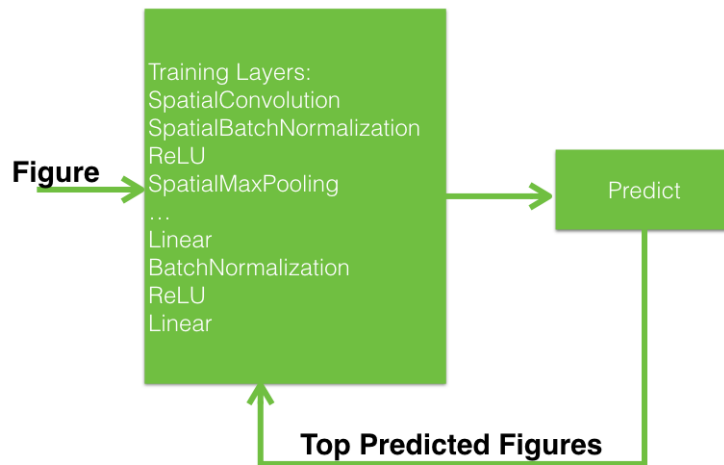 Figure
Training Layers:
SpatialConvolution
SpatialBatchNormalization
ReLU
SpatialMaxPooling
...
Linear
BatchNormalization
ReLU
Linear
Predict
Top Predicted Figures